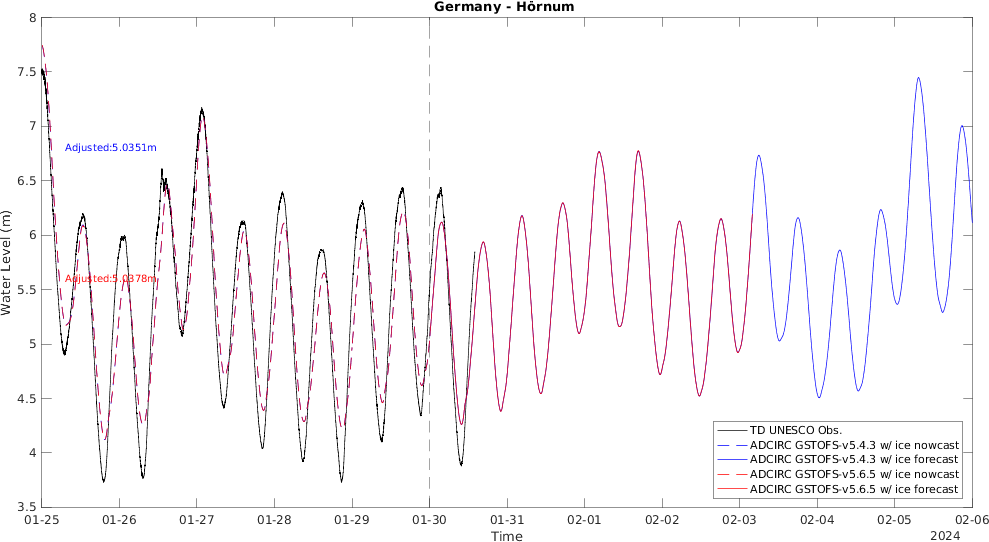 Germany - Hörnum
8
7.5
7
6.5
6
5.5
5
4.5
4
3.5
Water Level (m)
Adjusted:5.0351m
Adjusted:5.0378m
TD UNESCO Obs.
ADCIRC GSTOFS-v5.4.3 w/ ice nowcast
ADCIRC GSTOFS-v5.4.3 w/ ice forecast
ADCIRC GSTOFS-v5.6.5 w/ ice nowcast
ADCIRC GSTOFS-v5.6.5 w/ ice forecast
01-25 01-26 01-27 01-28 01-29 01-30 01-31 02-01 02-02 02-03 02-04 02-05 02-06
Time
2024